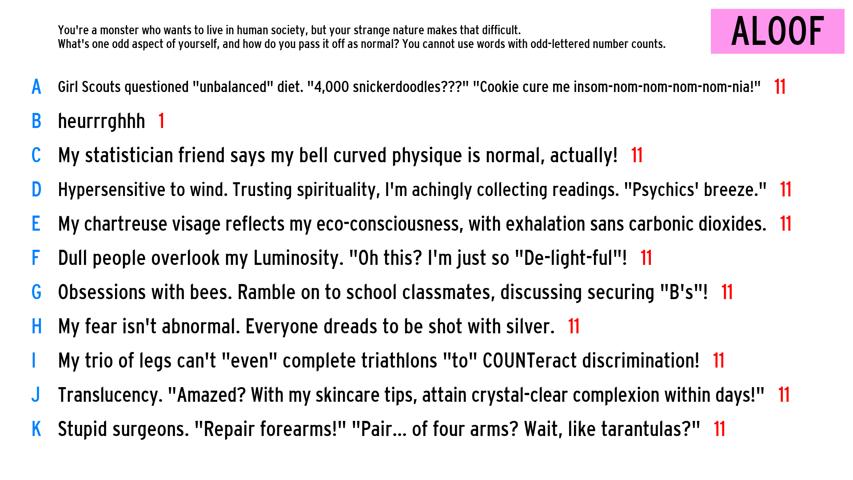 You're a monster who wants to live in human society, but your strange nature makes that difficult.
What's one odd aspect of yourself, and how do you pass it off as normal? You cannot use words with odd-lettered number counts.
ALOOF
A Girl Scouts questioned "unbalanced" diet. "4,000 snickerdoodles???" "Cookie cure me insom-nom-nom-nom-nom-nia!" 11
B heurrrghhh 1
C My statistician friend says my bell curved physique is normal, actually! 11
D Hypersensitive to wind. Trusting spirituality, I'm achingly collecting readings. "Psychics' breeze." 11
E My chartreuse visage reflects my eco-consciousness, with exhalation sans carbonic dioxides. 11
F Dull people overlook my Luminosity. "Oh this? I'm just so "De-light-ful"! 11
G Obsessions with bees. Ramble on to school classmates, discussing securing "B's"! 11
H My fear isn't abnormal. Everyone dreads to be shot with silver. 11
I My trio of legs can't "even" complete triathlons "to" COUNTeract discrimination! 11
J Translucency. "Amazed? With my skincare tips, attain crystal-clear complexion within days!" 11
K Stupid surgeons. "Repair forearms!" "Pair... of four arms? Wait, like tarantulas?" 11